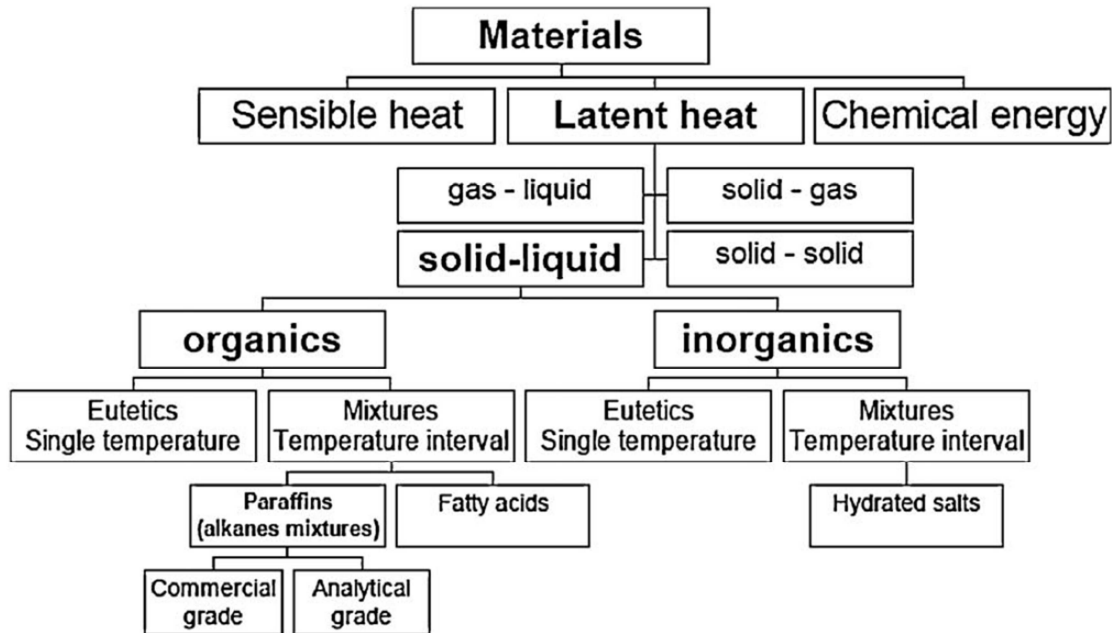 Materials
Sensible heat
Latent heat
Chemical energy
gas - liquid
solid - gas
solid-liquid
solid - solid
organics
inorganics
Eutetics
Single temperature
Mixtures
Temperature interval
Eutetics
Single temperature
Mixtures
Temperature interval
Paraffins
(alkanes mixtures)
Fatty acids
Hydrated salts
Commercial
grade
Analytical
grade